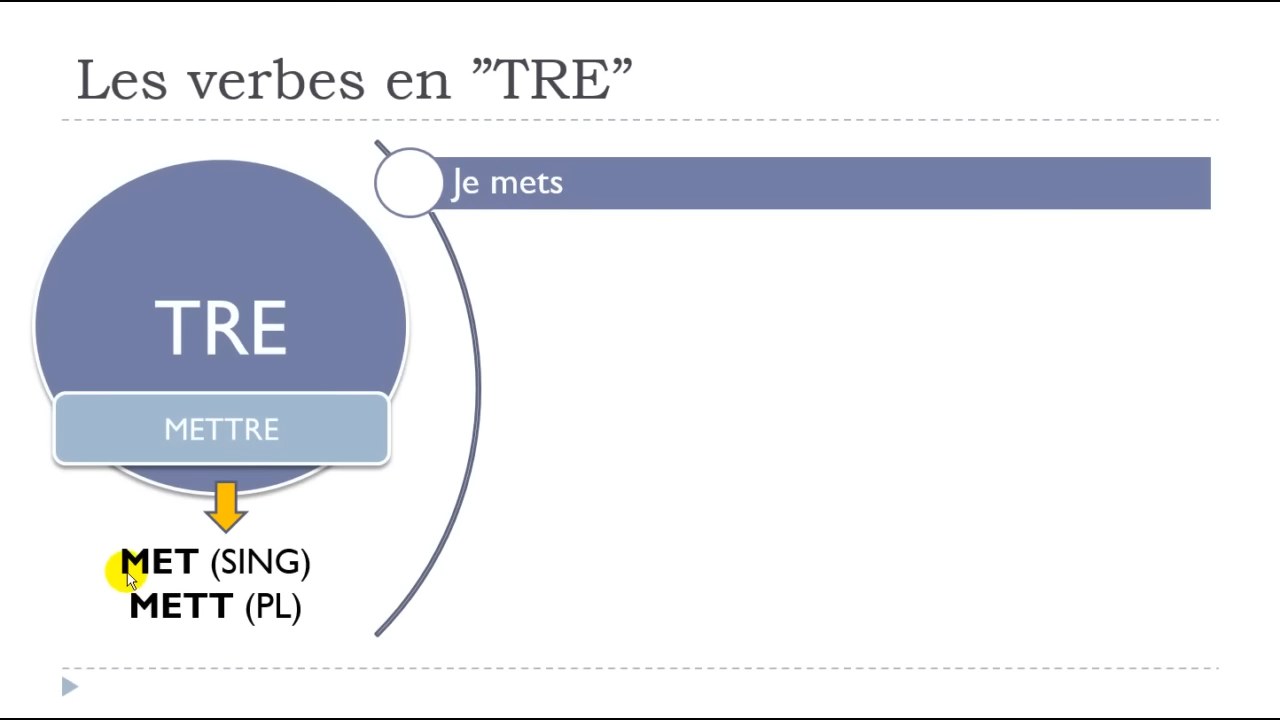 Les verbes en ”TRE”
Je mets
TRE
METTRE
MET (SING)
METT (PL)